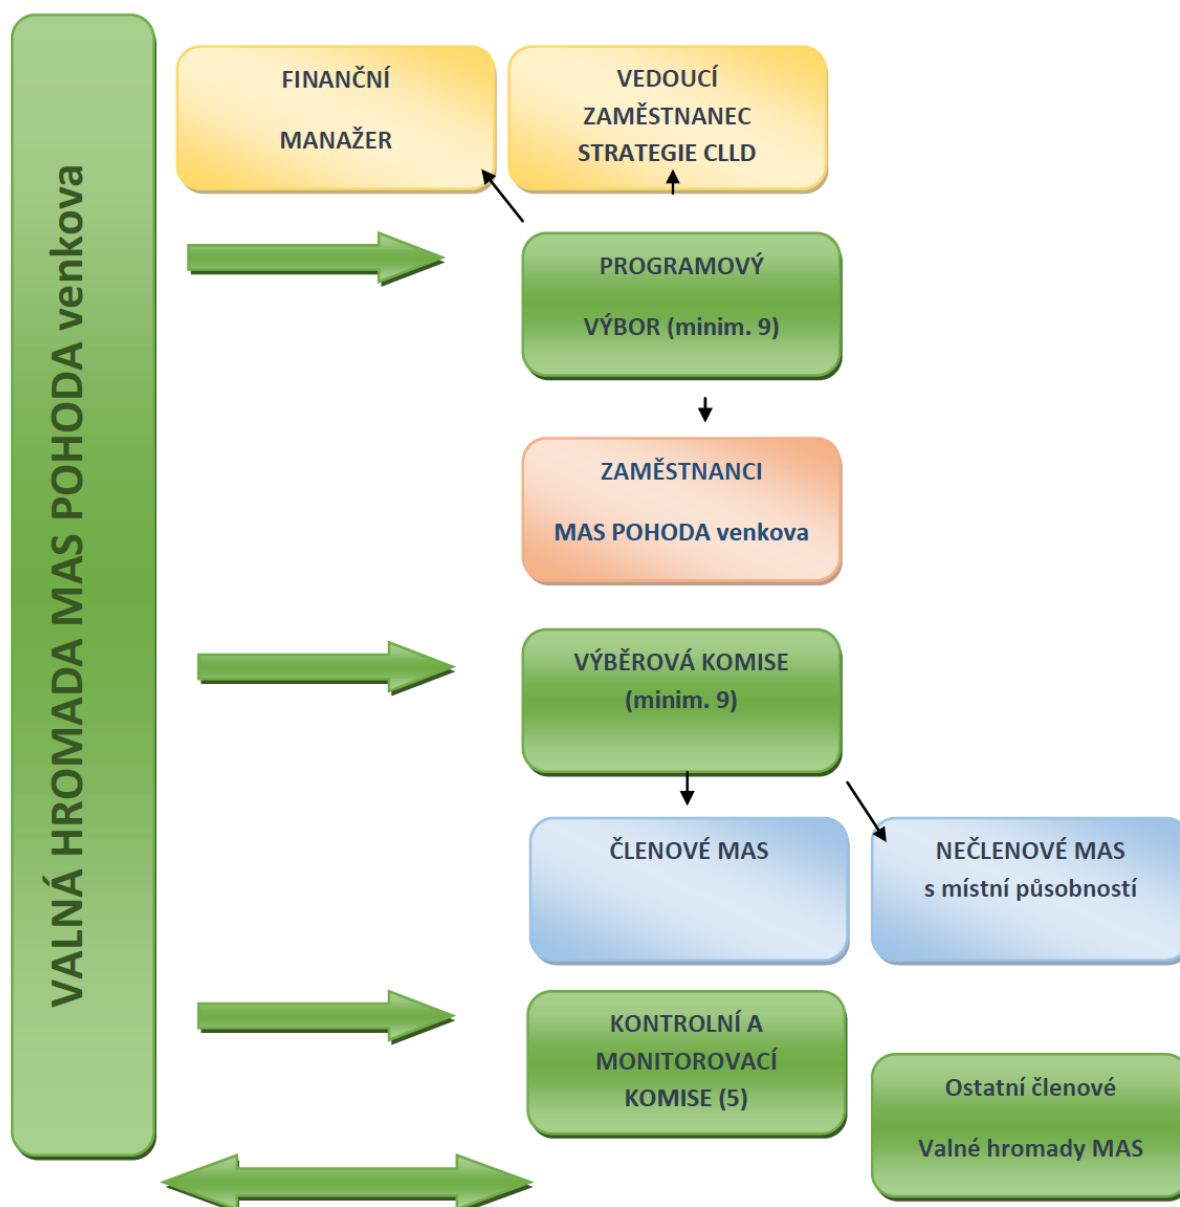 VALNÁ HROMADA MAS POHODA venkova
FINANČNÍ
MANAŽER
VEDOUCÍ
ZAMĚSTNANEC
STRATEGIE CLLD
PROGRAMOVÝ
VÝBOR (minim. 9)
ZAMĚSTNANCI
MAS POHODA venkova
VÝBĚROVÁ KOMISE
(minim. 9)
ČLENOVÉ MAS
NEČLENOVÉ MAS
s místní působností
KONTROLNÍ A
MONITOROVACÍ
KOMISE (5)
Ostatní členové
Valné hromady MAS